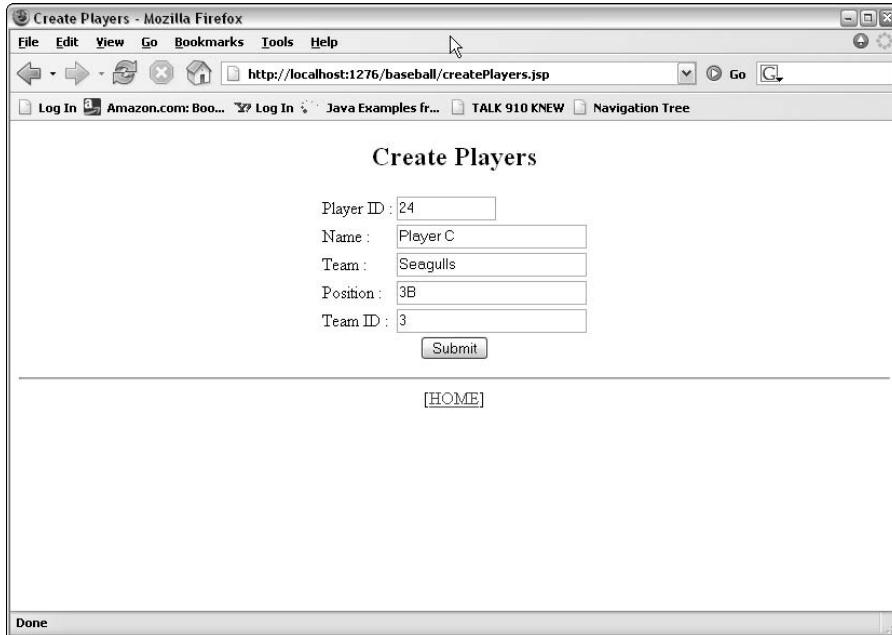 Create Players - Mozilla Firefox
File Edit View Go Bookmarks Tools Help
http://localhost:1276/baseball/createPlayers.jsp Go G
Log In Amazon.com: Boo... Log In Java Examples fr... TALK 910 KNEW Navigation Tree
Create Players
Player ID : 24
Name : Player C
Team : Seagulls
Position : 3B
Team ID : 3
Submit
[HOME]
Done